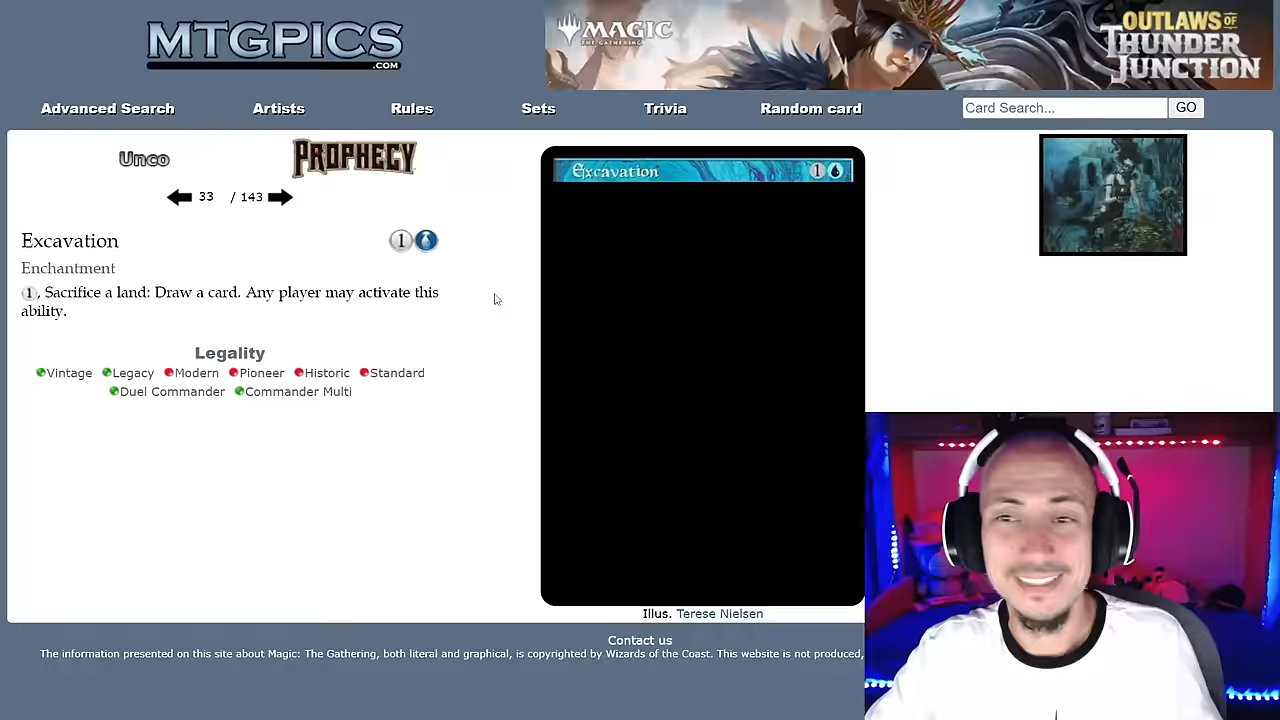 MTGPICS
.COM
MAGIC
THE GATHERING
OUTLAWS OF
THUNDER
JUNCTION
Advanced Search
Artists
Rules
Sets
Trivia
Random card
Card Search...
GO
Unco
PROPHECY
33 / 143
Excavation
1
Enchantment
1, Sacrifice a land: Draw a card. Any player may activate this
ability.
Legality
Vintage Legacy Modern Pioneer Historic Standard
Duel Commander Commander Multi
Excavation
1
Illus. Terese Nielsen
Contact us
The information presented on this site about Magic: The Gathering, both literal and graphical, is copyrighted by Wizards of the Coast. This website is not produced,